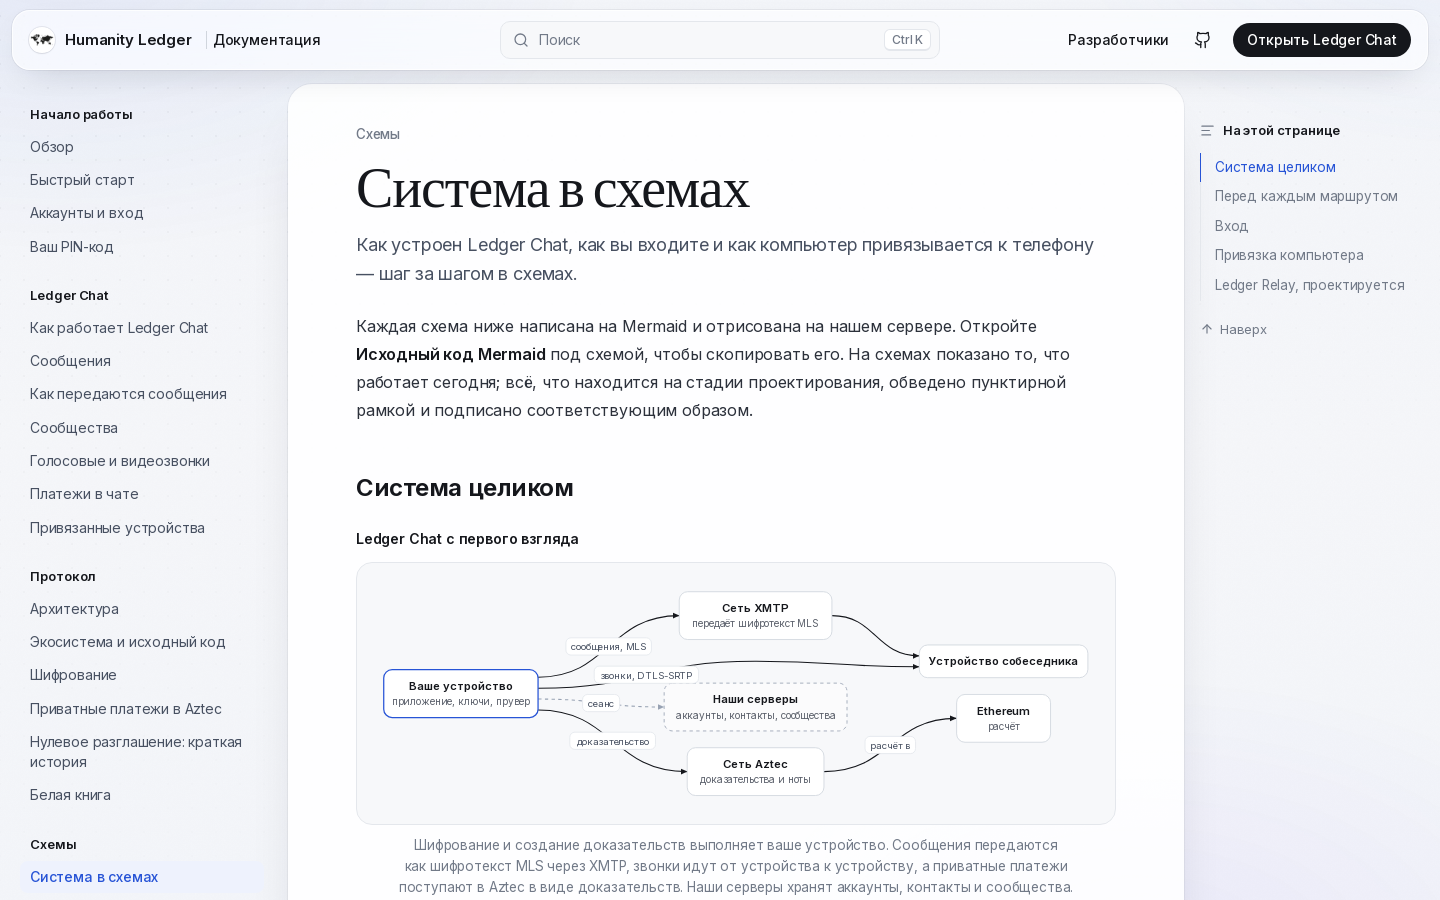 Humanity Ledger
Документация
Поиск
Ctrl K
Разработчики
Открыть Ledger Chat
Начало работы
Обзор
Быстрый старт
Аккаунты и вход
Ваш PIN-код
Ledger Chat
Как работает Ledger Chat
Сообщения
Как передаются сообщения
Сообщества
Голосовые и видеозвонки
Платежи в чате
Привязанные устройства
Протокол
Архитектура
Экосистема и исходный код
Шифрование
Приватные платежи в Aztec
Нулевое разглашение: краткая
история
Белая книга
Схемы
Система в схемах
Схемы
Система в схемах
Как устроен Ledger Chat, как вы входите и как компьютер привязывается к телефону
— шаг за шагом в схемах.
Каждая схема ниже написана на Mermaid и отрисована на нашем сервере. Откройте
Исходный код Mermaid под схемой, чтобы скопировать его. На схемах показано то, что
работает сегодня; всё, что находится на стадии проектирования, обведено пунктирной
рамкой и подписано соответствующим образом.
Система целиком
Ledger Chat с первого взгляда
Сеть XMTP
передаёт шифротекст MLS
сообщения, MLS
Устройство собеседника
звонки, DTLS-SRTP
Ваше устройство
приложение, ключи, прувер
Наши серверы
аккаунты, контакты, сообщества
сеанс
Ethereum
расчёт
доказательство
расчёт в
Сеть Aztec
доказательства и ноты
Шифрование и создание доказательств выполняет ваше устройство. Сообщения передаются
как шифротекст MLS через XMTP, звонки идут от устройства к устройству, а приватные платежи
поступают в Aztec в виде доказательств. Наши серверы хранят аккаунты, контакты и сообщества.
На этой странице
Система целиком
Перед каждым маршрутом
Вход
Привязка компьютера
Ledger Relay, проектируется
Наверх